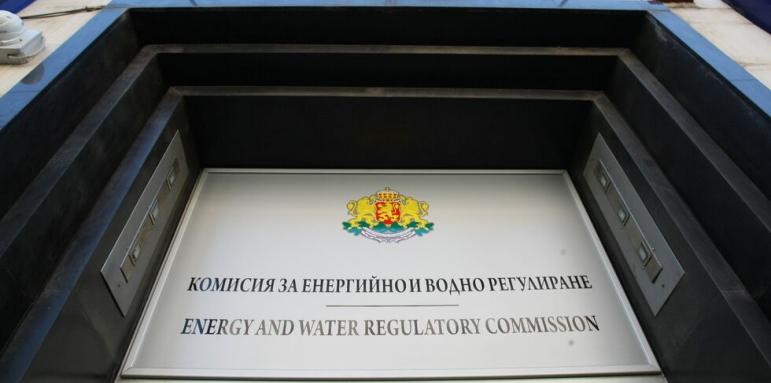 КОМИСИЯ ЗА ЕНЕРГИЙНО И ВОДНО РЕГУЛИРАНЕ
ENERGY AND WATER REGULATORY COMMISSION